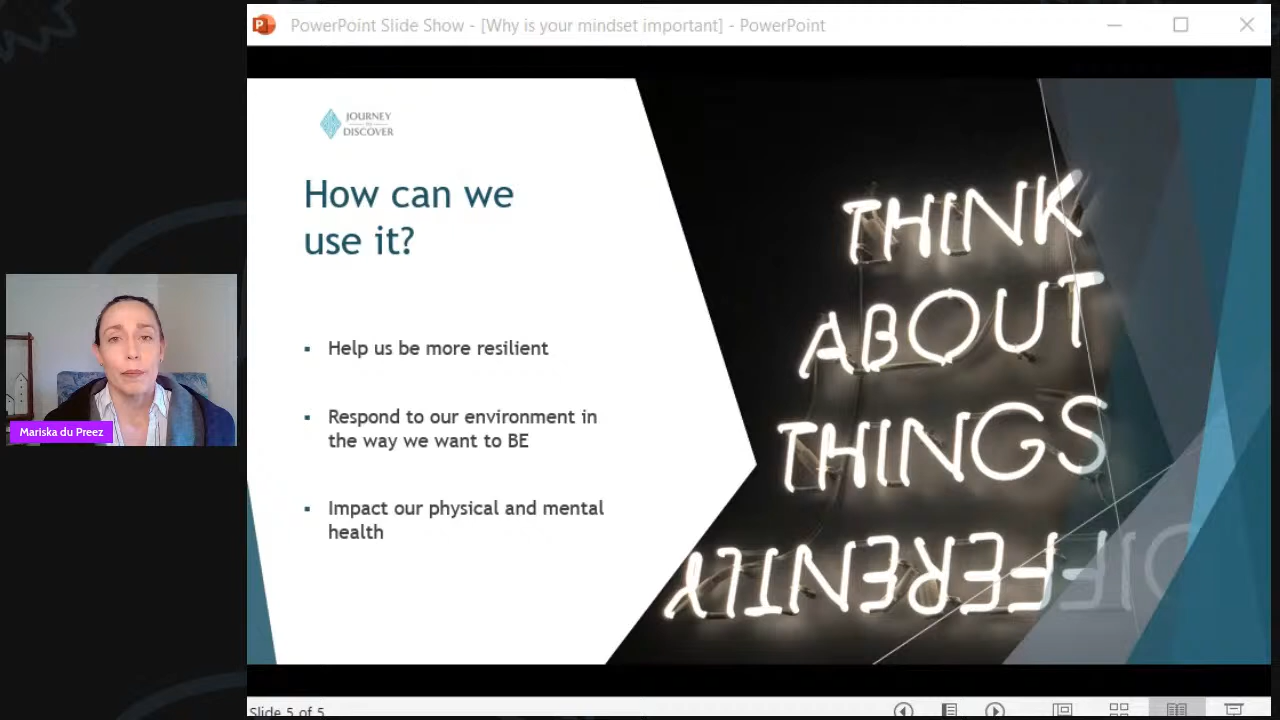 PowerPoint Slide Show - [Why is your mindset important] - PowerPoint
JOURNEY
DISCOVER
How can we
use it?
▪ Help us be more resilient
▪ Respond to our environment in
the way we want to BE
▪ Impact our physical and mental
health
THINK
ABOUT
THINGS
DIFFERENTLY
Mariska du Preez
Slide 5 of 5